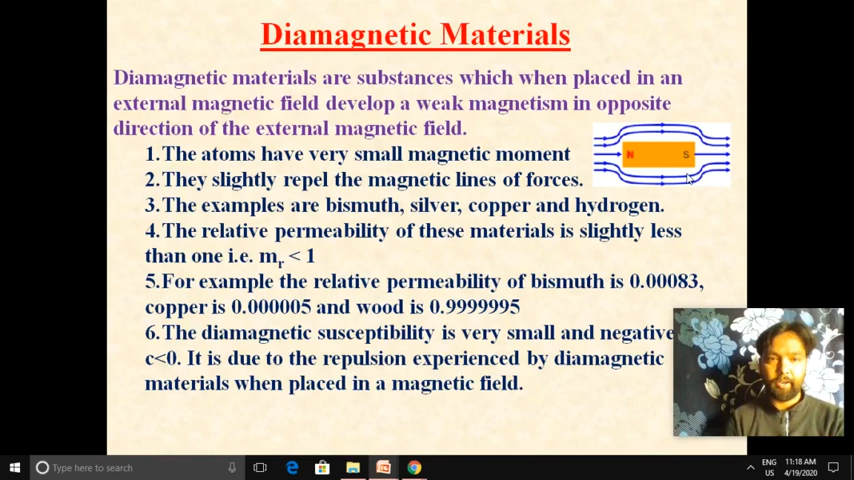 Diamagnetic Materials
Diamagnetic materials are substances which when placed in an
external magnetic field develop a weak magnetism in opposite
direction of the external magnetic field.
1.The atoms have very small magnetic moment
N S
2.They slightly repel the magnetic lines of forces.
3.The examples are bismuth, silver, copper and hydrogen.
4.The relative permeability of these materials is slightly less
than one i.e. mr < 1
5.For example the relative permeability of bismuth is 0.00083,
copper is 0.000005 and wood is 0.9999995
6.The diamagnetic susceptibility is very small and negative
c<0. It is due to the repulsion experienced by diamagnetic
materials when placed in a magnetic field.
Type here to search
ENG 11:18 AM
US 4/19/2020